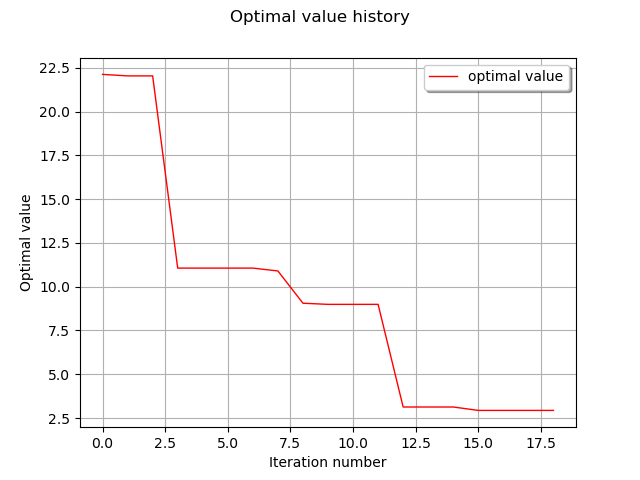 Optimal value history
optimal value
22.5
20.0
17.5
15.0
12.5
10.0
7.5
5.0
2.5
Optimal value
0.0 2.5 5.0 7.5 10.0 12.5 15.0 17.5
Iteration number